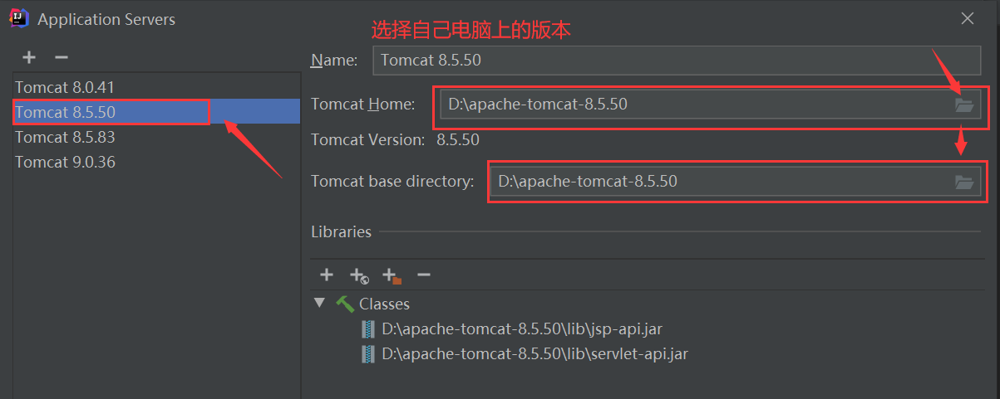 Application Servers
选择自己电脑上的版本
Name: Tomcat 8.5.50
Tomcat 8.0.41
Tomcat 8.5.50
Tomcat 8.5.83
Tomcat 9.0.36
Tomcat Home: D:\apache-tomcat-8.5.50
Tomcat Version: 8.5.50
Tomcat base directory: D:\apache-tomcat-8.5.50
Libraries
Classes
D:\apache-tomcat-8.5.50\lib\jsp-api.jar
D:\apache-tomcat-8.5.50\lib\servlet-api.jar